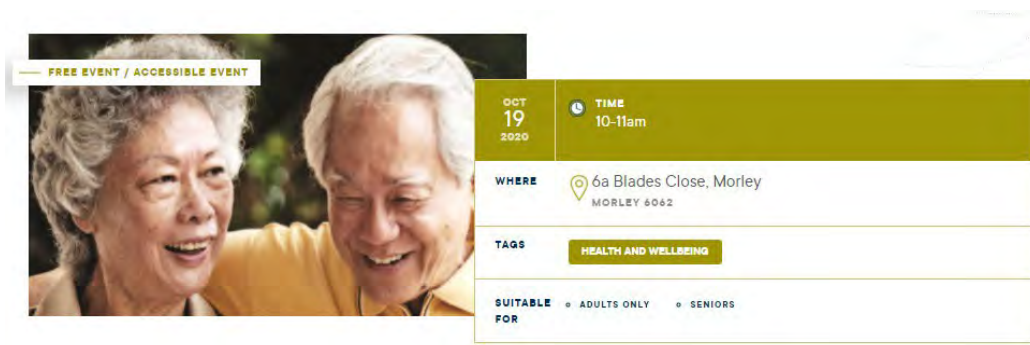 FREE EVENT / ACCESSIBLE EVENT
OCT
19
2020
TIME
10-11am
WHERE
6a Blades Close, Morley
MORLEY 6062
TAGS
HEALTH AND WELLBEING
SUITABLE FOR
ADULTS ONLY
SENIORS